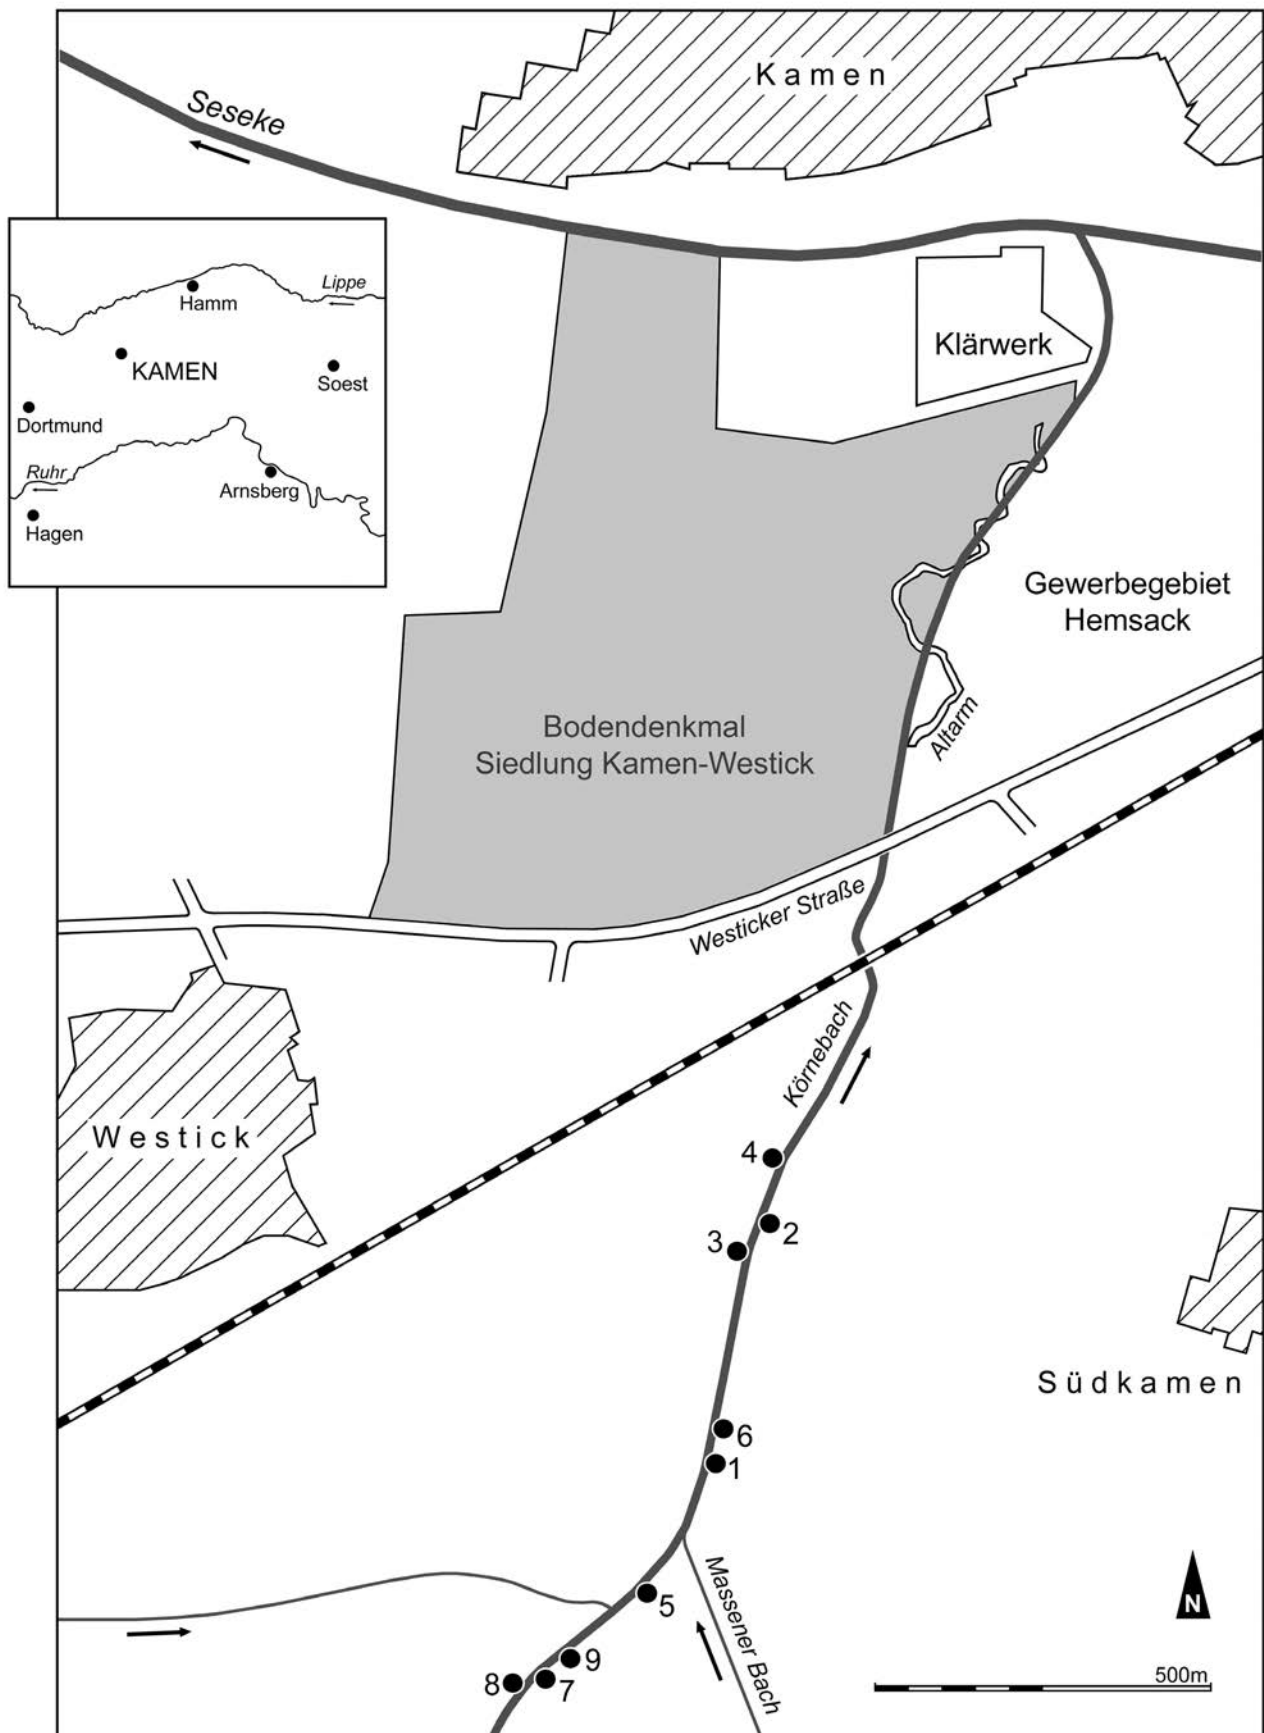 Kamen
Seseke
Lippe
Hamm
KAMEN
Soest
Dortmund
Ruhr
Arnsberg
Hagen
Klärwerk
Gewerbegebiet
Hemsack
Bodendenkmal
Siedlung Kamen-Westick
Altarm
Westicker Straße
Körnebach
Westick
4
2
3
Südkamen
6
1
5
Massener Bach
N
9
8
7
500m